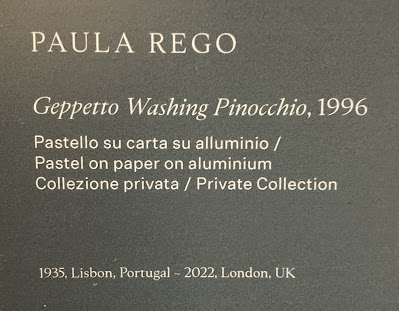 PAULA REGO
Geppetto Washing Pinocchio, 1996
Pastello su carta su alluminio /
Pastel on paper on aluminium
Collezione privata / Private Collection
1935, Lisbon, Portugal – 2022, London, UK